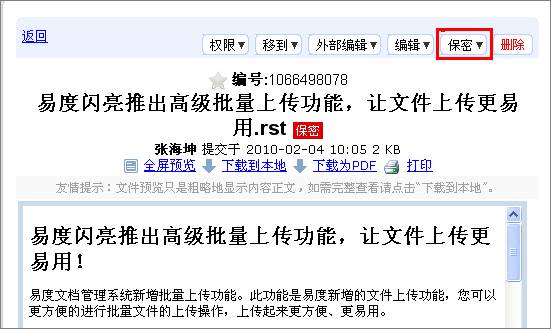 返回
权限▼ 移到▼ 外部编辑▼ 编辑▼ 保密▼ 删除
编号:1066498078
易度闪亮推出高级批量上传功能，让文件上传更易
用.rst 保密
张海坤 提交于 2010-02-04 10:05 2 KB
全屏预览 下载到本地 下载为PDF 打印
友情提示：文件预览只是粗略地显示内容正文，如需完整查看请点击“下载到本地”。
易度闪亮推出高级批量上传功能，让文件上传更
易用！
易度文档管理系统新增批量上传功能。此功能是易度新增的文件上传功能，您可以
更方便的进行批量文件的上传操作，上传起来更方便、更易用。